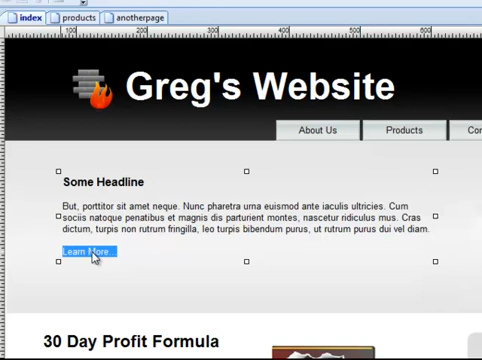 index products anotherpage
100 200 300 400 500 600
Greg's Website
About Us Products Co
Some Headline
But, porttitor sit amet neque. Nunc pharetra urna euismod ante iaculis ultricies. Cum
sociis natoque penatibus et magnis dis parturient montes, nascetur ridiculus mus. Cras
dictum, turpis non rutrum fringilla, leo turpis bibendum purus, ut rutrum purus dui vel diam.
Learn More...
30 Day Profit Formula